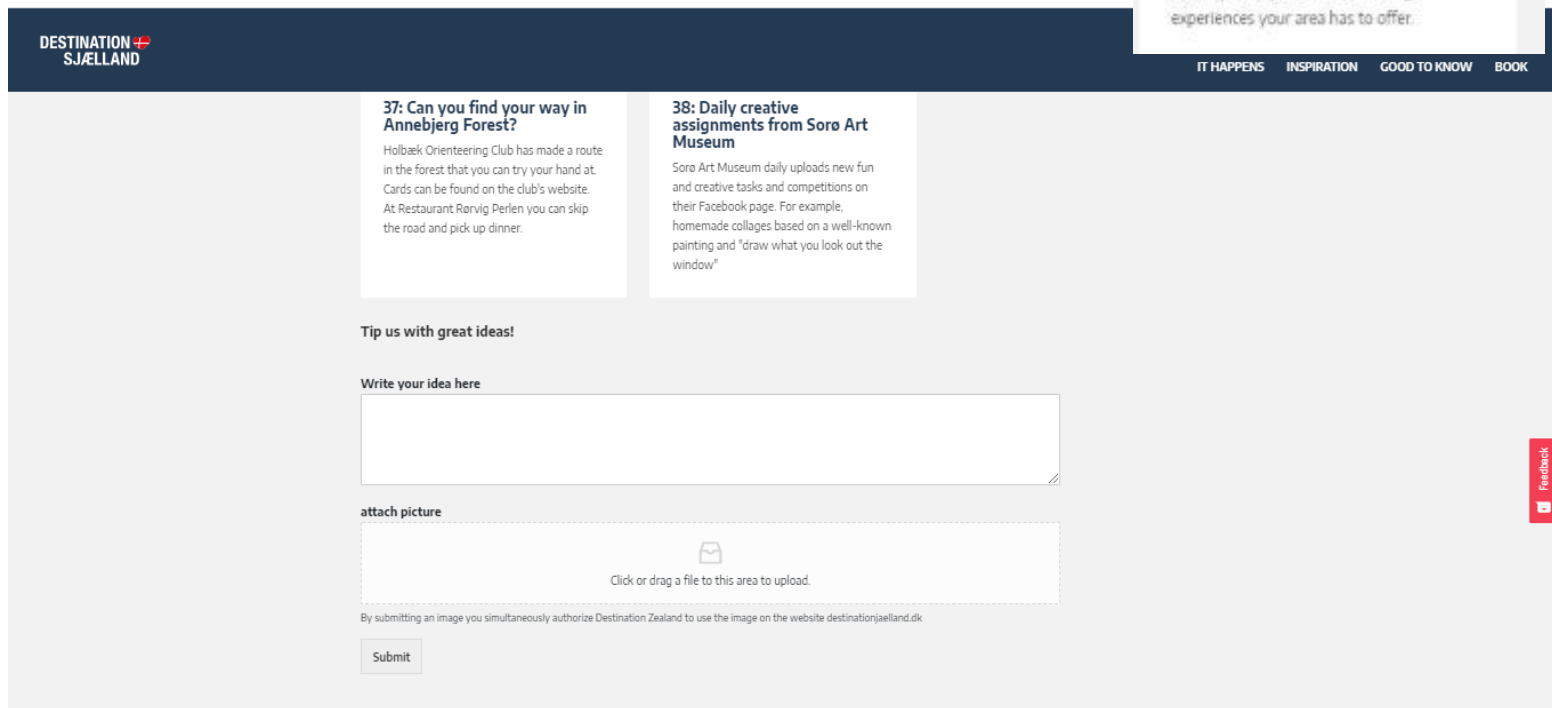 experiences your area has to offer.
DESTINATION
SJÆLLAND
IT HAPPENS INSPIRATION GOOD TO KNOW BOOK
37: Can you find your way in
Annebjerg Forest?
Holbæk Orienteering Club has made a route
in the forest that you can try your hand at.
Cards can be found on the club's website.
At Restaurant Rørvig Perlen you can skip
the road and pick up dinner.
38: Daily creative
assignments from Sorø Art
Museum
Sorø Art Museum daily uploads new fun
and creative tasks and competitions on
their Facebook page. For example,
homemade collages based on a well-known
painting and "draw what you look out the
window"
Tip us with great ideas!
Write your idea here
attach picture
Click or drag a file to this area to upload.
By submitting an image you simultaneously authorize Destination Zealand to use the image on the website destinationjaelland.dk
Submit
Feedback